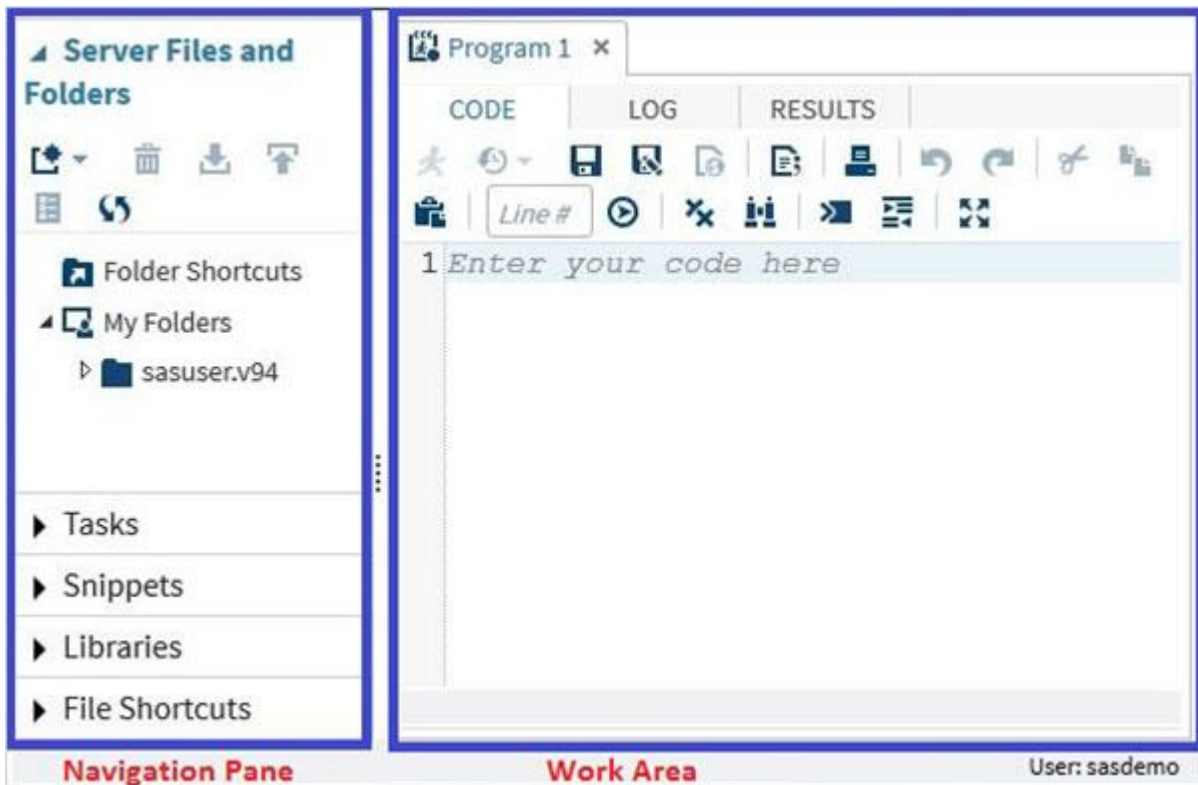 Server Files and
Folders
Folder Shortcuts
My Folders
sasuser.v94
Tasks
Snippets
Libraries
File Shortcuts
Navigation Pane
Program 1
CODE LOG RESULTS
Line #
1 Enter your code here
Work Area
User: sasdemo